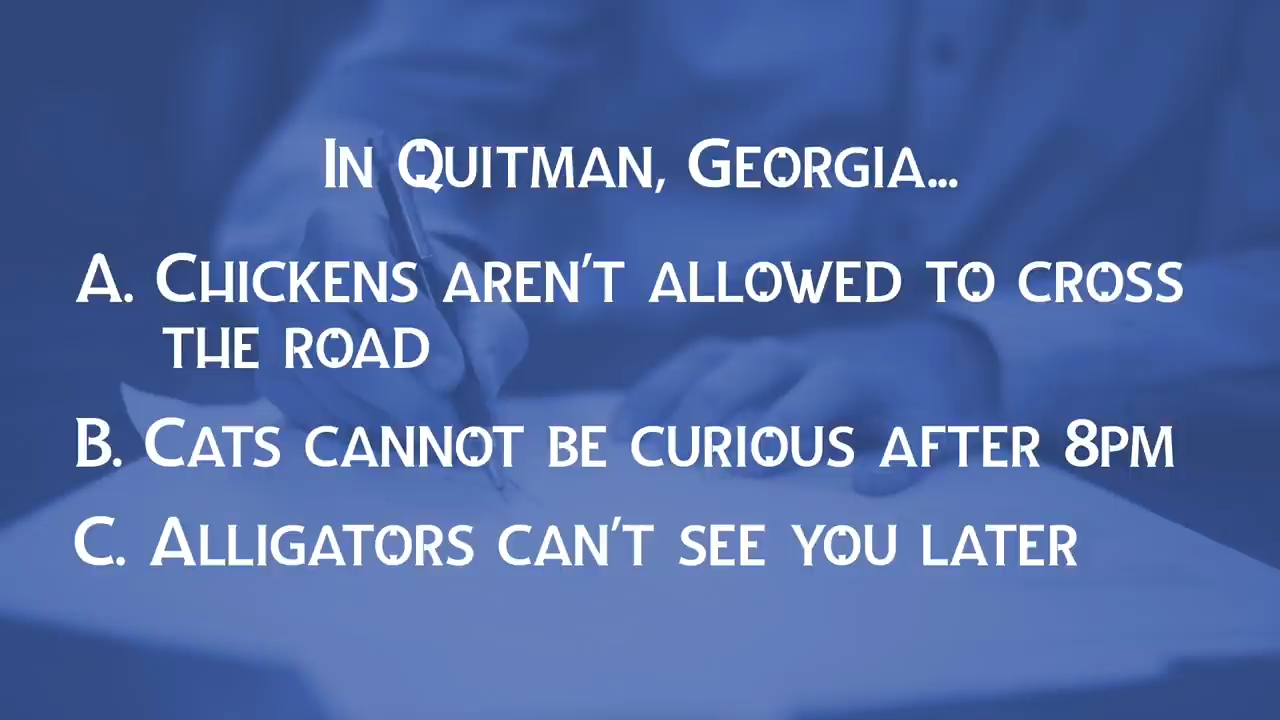 In Quitman, Georgia...
A. Chickens aren't allowed to cross
the road
B. Cats cannot be curious after 8pm
C. Alligators can't see you later